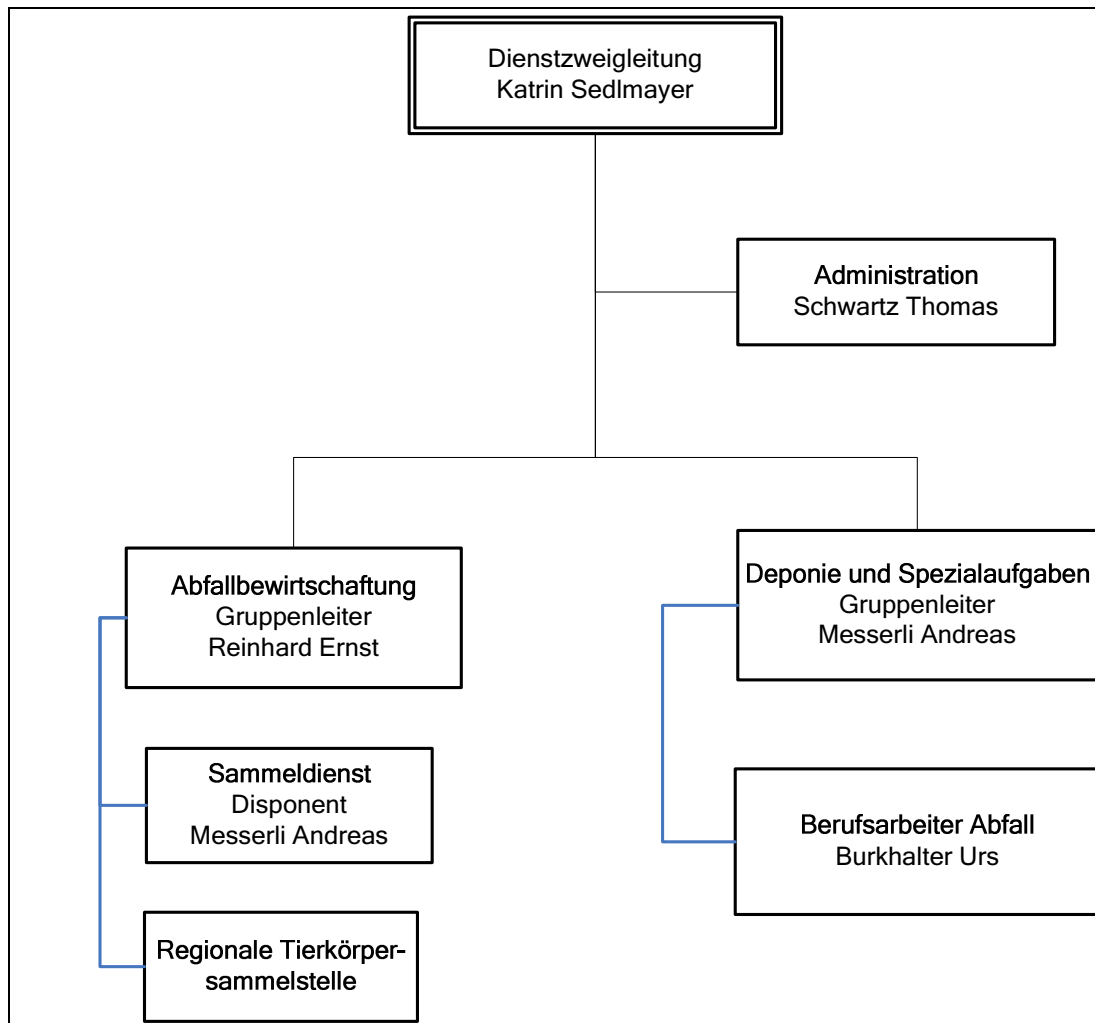 Dienstzweigleitung
Katrin Sedlmayer
Administration
Schwartz Thomas
Abfallbewirtschaftung
Gruppenleiter
Reinhard Ernst
Sammeldienst
Disponent
Messerli Andreas
Regionale Tierkörper-
sammelstelle
Deponie und Spezialaufgaben
Gruppenleiter
Messerli Andreas
Berufsarbeiter Abfall
Burkhalter Urs